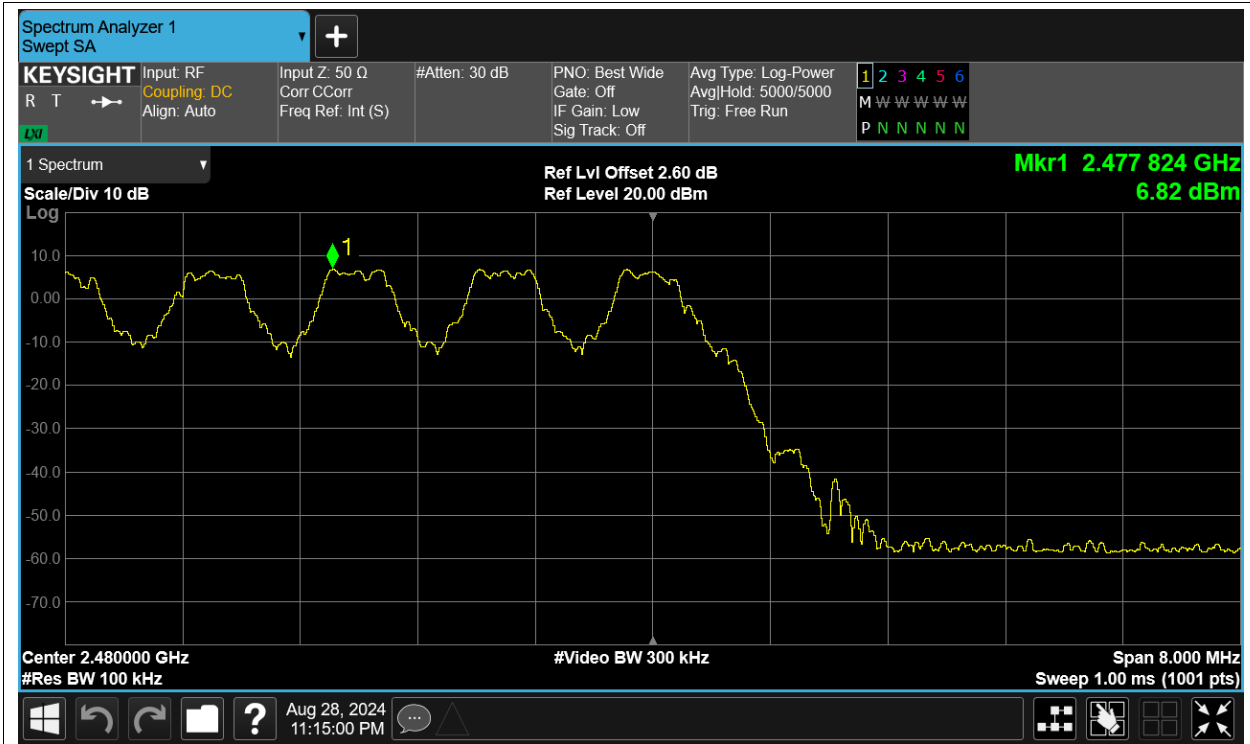 Spectrum Analyzer 1
Swept SA
KEYSIGHT
R T
LXI
Input: RF
Coupling: DC
Align: Auto
Input Z: 50 Ω
Corr CCorr
Freq Ref: Int (S)
#Atten: 30 dB
PNO: Best Wide
Gate: Off
IF Gain: Low
Sig Track: Off
Avg Type: Log-Power
Avg|Hold: 5000/5000
Trig: Free Run
1 2 3 4 5 6
M W W W W W
P N N N N N
1 Spectrum
Scale/Div 10 dB
Log
Ref Lvl Offset 2.60 dB
Ref Level 20.00 dBm
Mkr1 2.477 824 GHz
6.82 dBm
1
10.0
0.00
-10.0
-20.0
-30.0
-40.0
-50.0
-60.0
-70.0
Center 2.480000 GHz
#Video BW 300 kHz
Span 8.000 MHz
#Res BW 100 kHz
Sweep 1.00 ms (1001 pts)
?
Aug 28, 2024
11:15:00 PM